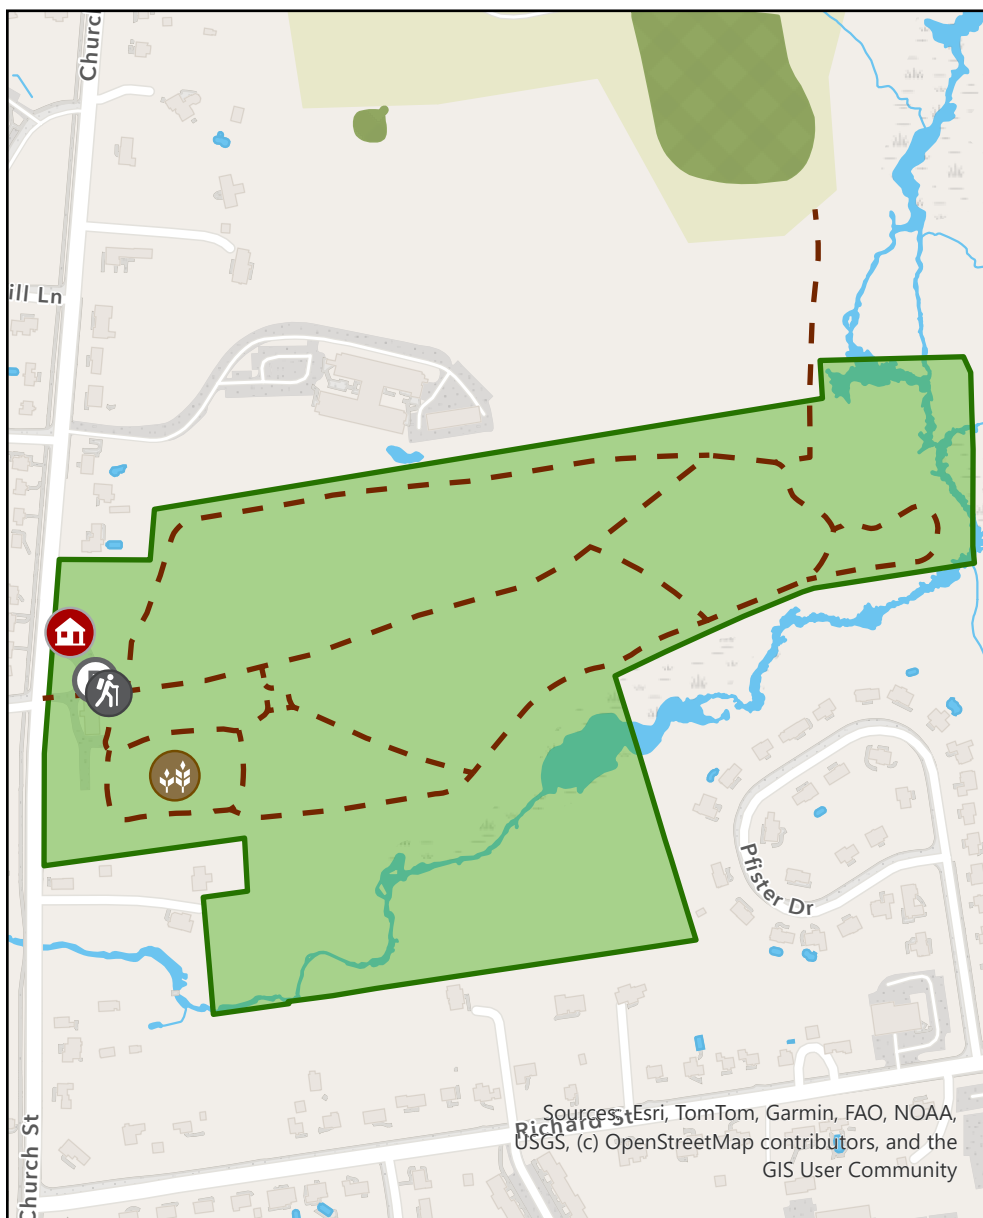 Church
ill Ln
Pfister Dr
Church St
Richard St
Sources: Esri, TomTom, Garmin, FAO, NOAA,
USGS, (c) OpenStreetMap contributors, and the
GIS User Community